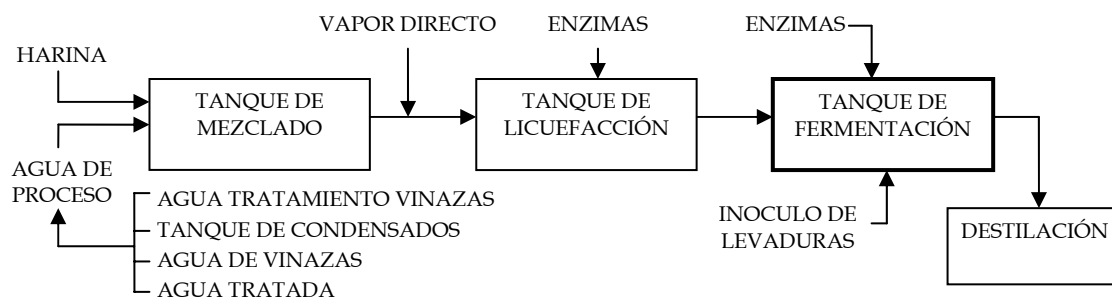 VAPOR DIRECTO
ENZIMAS
ENZIMAS
HARINA
TANQUE DE
MEZCLADO
TANQUE DE
LICUEFACCIÓN
TANQUE DE
FERMENTACIÓN
AGUA DE
PROCESO
AGUA TRATAMIENTO VINAZAS
TANQUE DE CONDENSADOS
AGUA DE VINAZAS
AGUA TRATADA
INOCULO DE
LEVADURAS
DESTILACIÓN